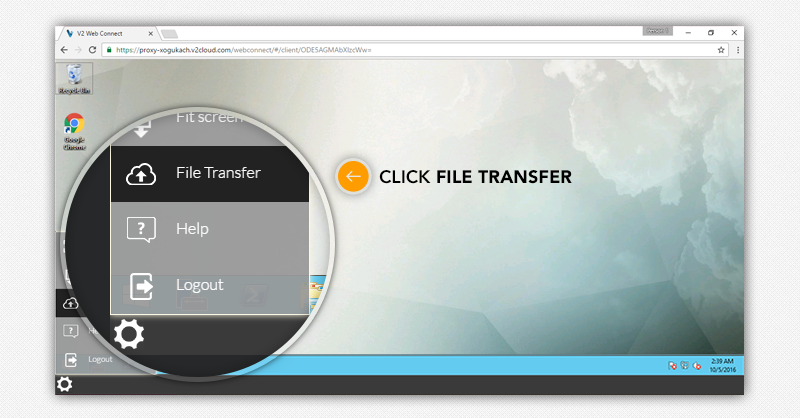 V2 Web Connect
https://proxy-xogukach.v2cloud.com/webconnect/#/client/ODE5AGMAbXlzcWw=
Recycle Bin
Google
Chrome
Fit screen
File Transfer
CLICK FILE TRANSFER
Help
Logout
Logout
2:39 AM
10/5/2016